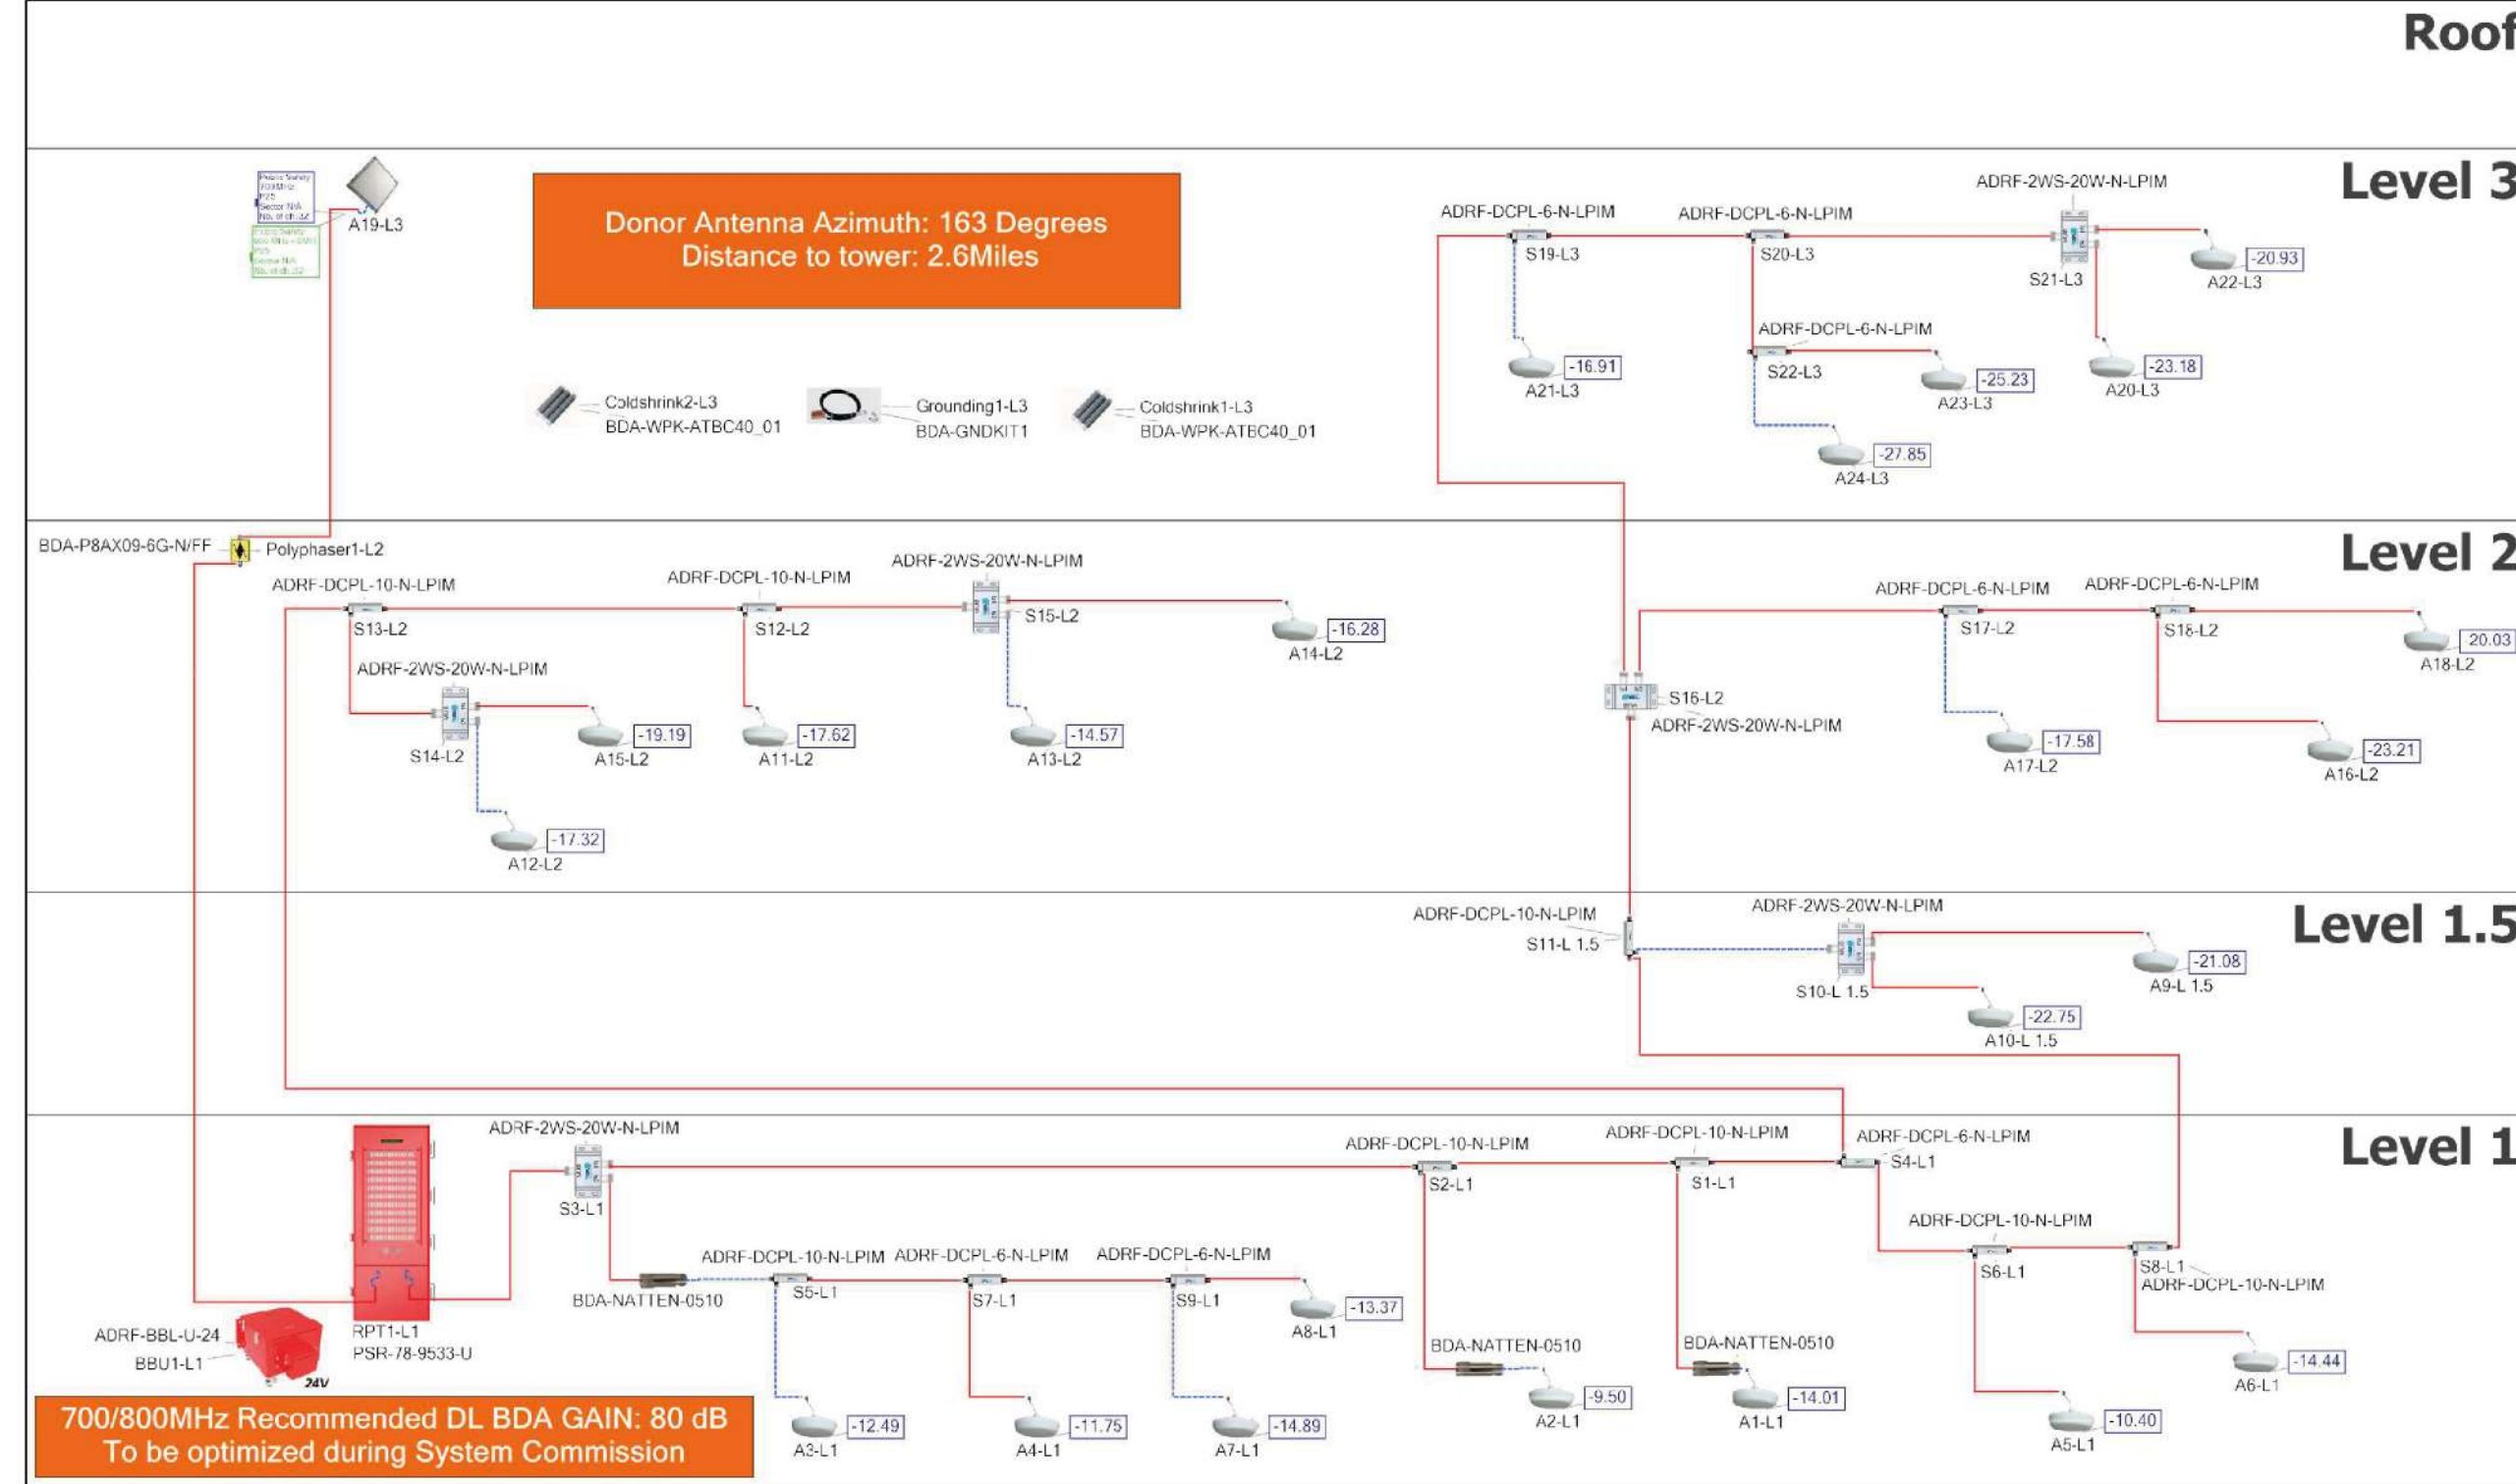 Roof
Level 3
Public Safety
700MHz
P25
Sector N/A
No. of ch.:32
P25
Sector N/A
No. of ch.:32
A19-L3
Donor Antenna Azimuth: 163 Degrees
Distance to tower: 2.6Miles
Coldshrink2-L3
BDA-WPK-ATBC40_01
Grounding1-L3
BDA-GNDKIT1
Coldshrink1-L3
BDA-WPK-ATBC40_01
ADRF-DCPL-6-N-LPIM
S19-L3
ADRF-DCPL-6-N-LPIM
S20-L3
ADRF-2WS-20W-N-LPIM
S21-L3
-20.93
A22-L3
ADRF-DCPL-6-N-LPIM
S22-L3
-16.91
A21-L3
-25.23
A23-L3
-23.18
A20-L3
-27.85
A24-L3
Level 2
BDA-P8AX09-6G-N/FF
Polyphaser1-L2
ADRF-DCPL-10-N-LPIM
S13-L2
ADRF-DCPL-10-N-LPIM
S12-L2
ADRF-2WS-20W-N-LPIM
S15-L2
-16.28
A14-L2
ADRF-2WS-20W-N-LPIM
S14-L2
-19.19
A15-L2
-17.62
A11-L2
-14.57
A13-L2
-17.32
A12-L2
S16-L2
ADRF-2WS-20W-N-LPIM
ADRF-DCPL-6-N-LPIM
S17-L2
ADRF-DCPL-6-N-LPIM
S18-L2
20.03
A18-L2
-17.58
A17-L2
-23.21
A16-L2
Level 1.5
ADRF-DCPL-10-N-LPIM
S11-L 1.5
ADRF-2WS-20W-N-LPIM
S10-L 1.5
-21.08
A9-L 1.5
-22.75
A10-L 1.5
Level 1
ADRF-2WS-20W-N-LPIM
S3-L1
ADRF-DCPL-10-N-LPIM
S2-L1
ADRF-DCPL-10-N-LPIM
S1-L1
ADRF-DCPL-6-N-LPIM
S4-L1
ADRF-DCPL-10-N-LPIM
S6-L1
S8-L1
ADRF-DCPL-10-N-LPIM
BDA-NATTEN-0510
ADRF-DCPL-10-N-LPIM
S5-L1
ADRF-DCPL-6-N-LPIM
S7-L1
ADRF-DCPL-6-N-LPIM
S9-L1
-13.37
A8-L1
BDA-NATTEN-0510
BDA-NATTEN-0510
-14.44
A6-L1
-12.49
A3-L1
-11.75
A4-L1
-14.89
A7-L1
-9.50
A2-L1
-14.01
A1-L1
-10.40
A5-L1
ADRF-BBL-U-24
BBU1-L1
24V
RPT1-L1
PSR-78-9533-U
700/800MHz Recommended DL BDA GAIN: 80 dB
To be optimized during System Commission